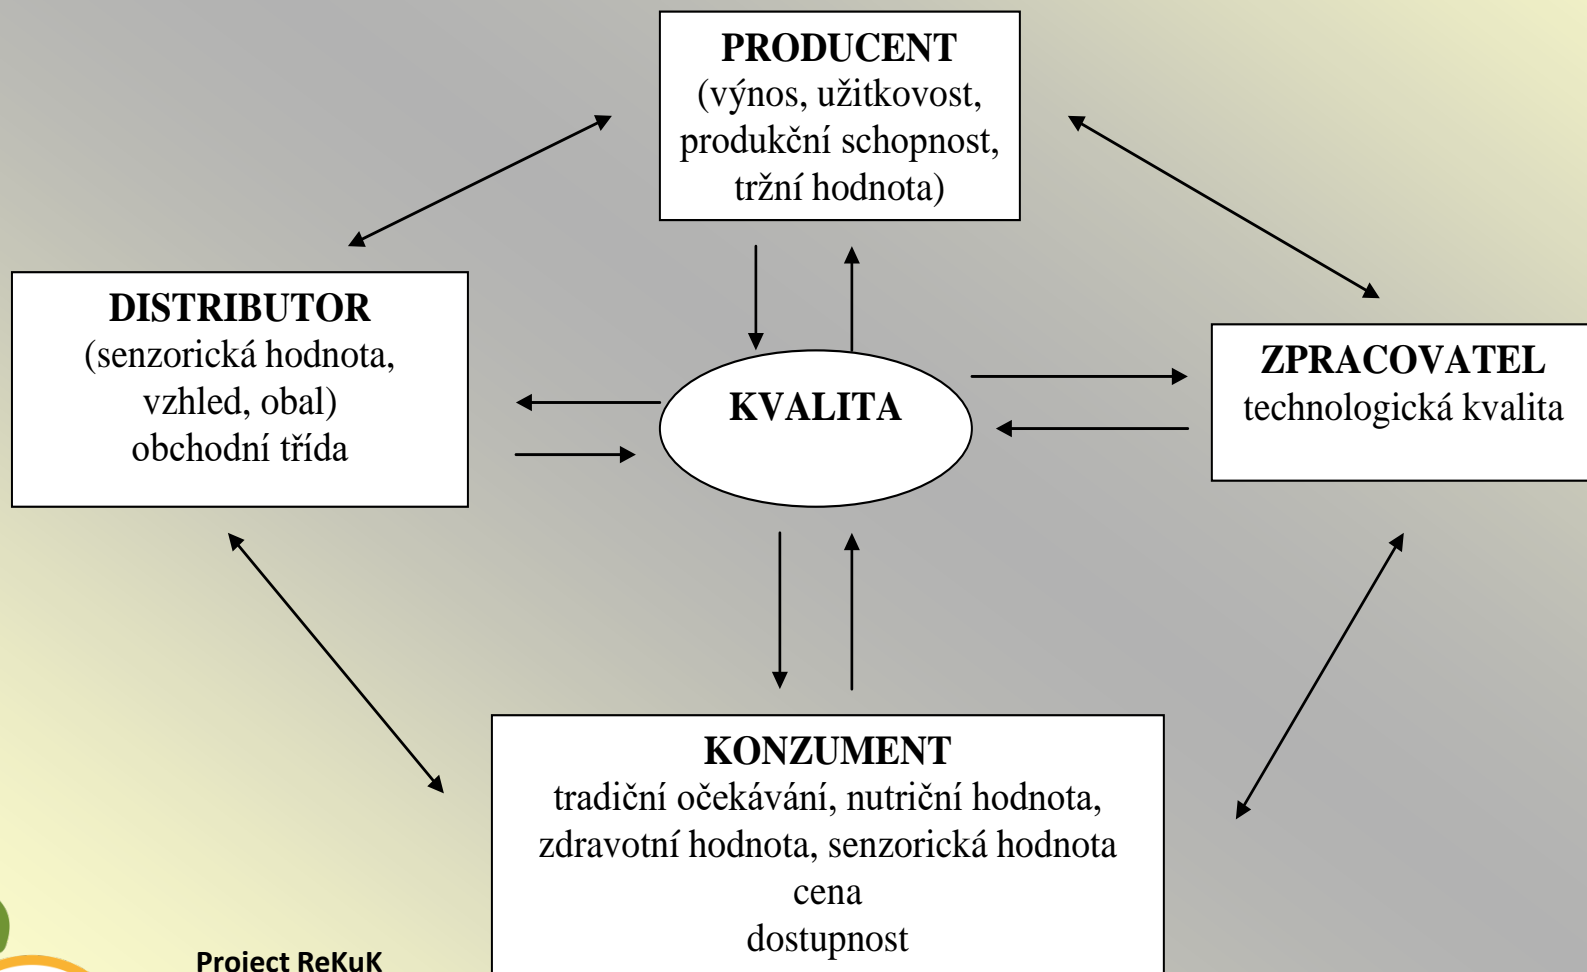 PRODUCENT
(výnos, užitkovost,
produkční schopnost,
tržní hodnota)
DISTRIBUTOR
(senzorická hodnota,
vzhled, obal)
obchodní třída
KVALITA
ZPRACOVATEL
technologická kvalita
KONZUMENT
tradiční očekávání, nutriční hodnota,
zdravotní hodnota, senzorická hodnota
cena
dostupnost
Project ReKuK